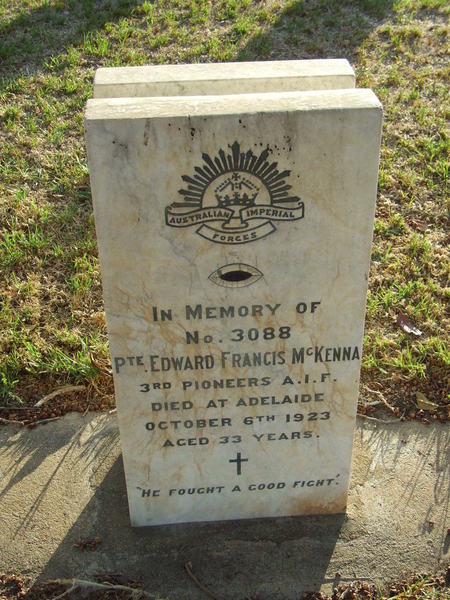 AUSTRALIAN IMPERIAL
FORCES
IN MEMORY OF
NO. 3088
PTE. EDWARD FRANCIS MCKENNA
3RD PIONEERS A.I.F.
DIED AT ADELAIDE
OCTOBER 6TH 1923
AGED 33 YEARS.
"HE FOUGHT A GOOD FIGHT."